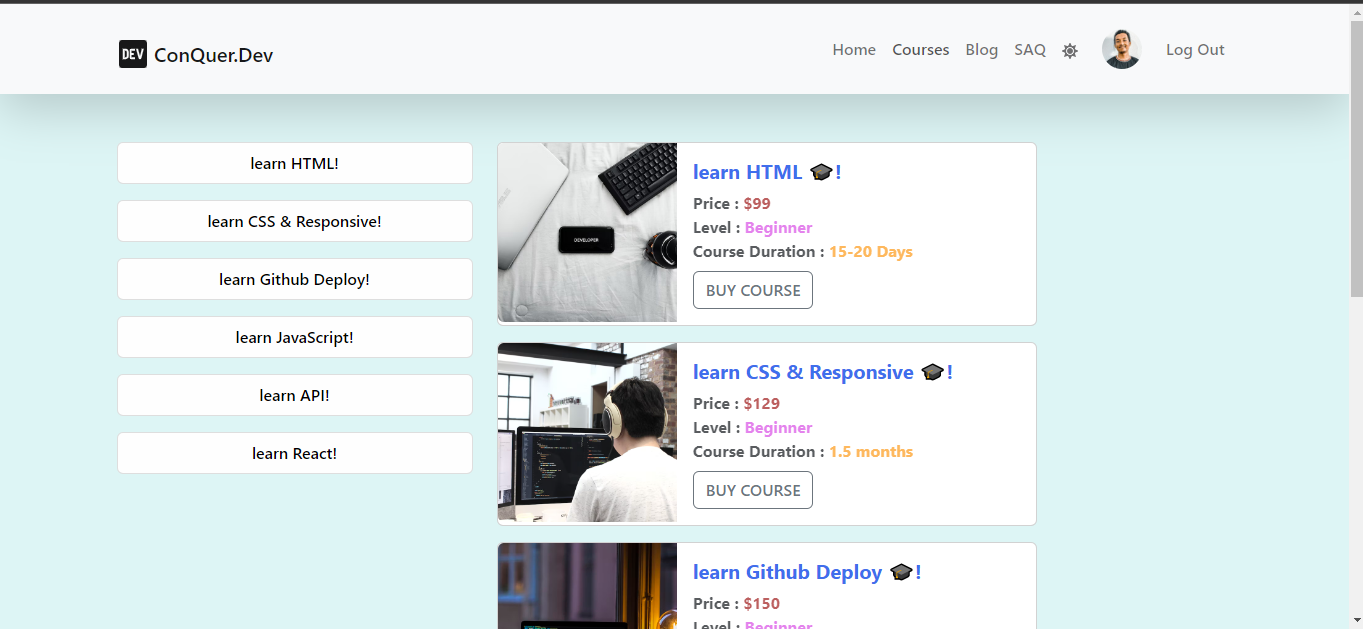 DEV ConQuer.Dev
Home Courses Blog SAQ Log Out
learn HTML!
learn CSS & Responsive!
learn Github Deploy!
learn JavaScript!
learn API!
learn React!
DEVELOPER
learn HTML 🎓!
Price : $99
Level : Beginner
Course Duration : 15-20 Days
BUY COURSE
learn CSS & Responsive 🎓!
Price : $129
Level : Beginner
Course Duration : 1.5 months
BUY COURSE
learn Github Deploy 🎓!
Price : $150
Level : Beginner